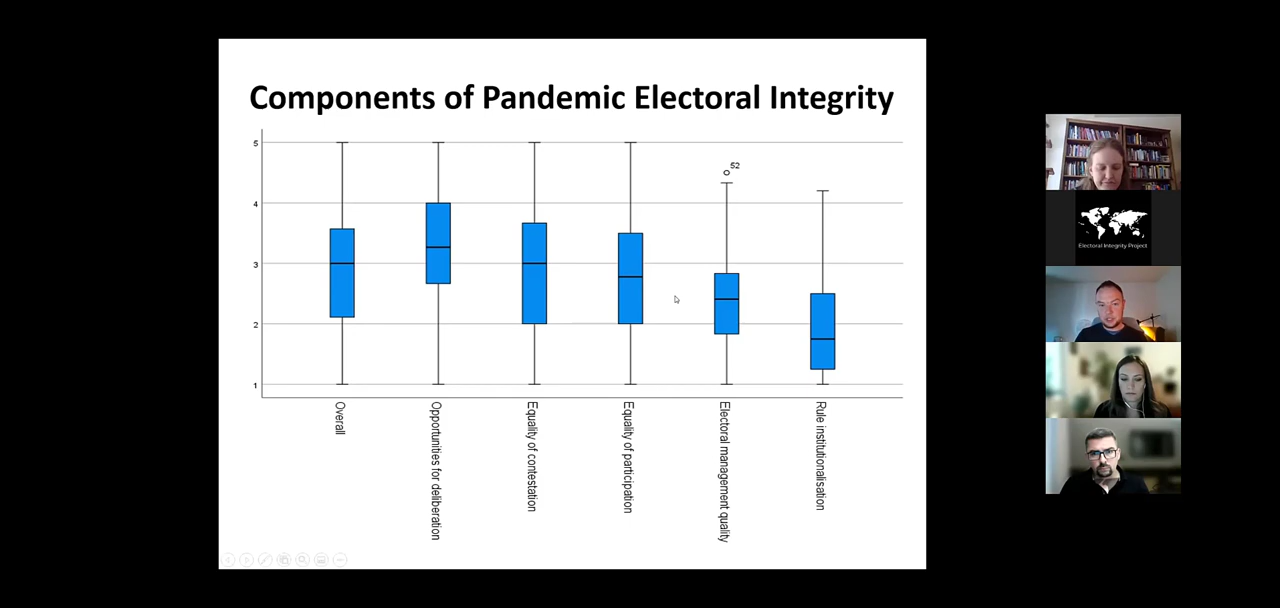 Components of Pandemic Electoral Integrity
5
4
3
2
1
52
Overall
Opportunities for deliberation
Equality of contestation
Equality of participation
Electoral management quality
Rule institutionalisation
Electoral Integrity Project